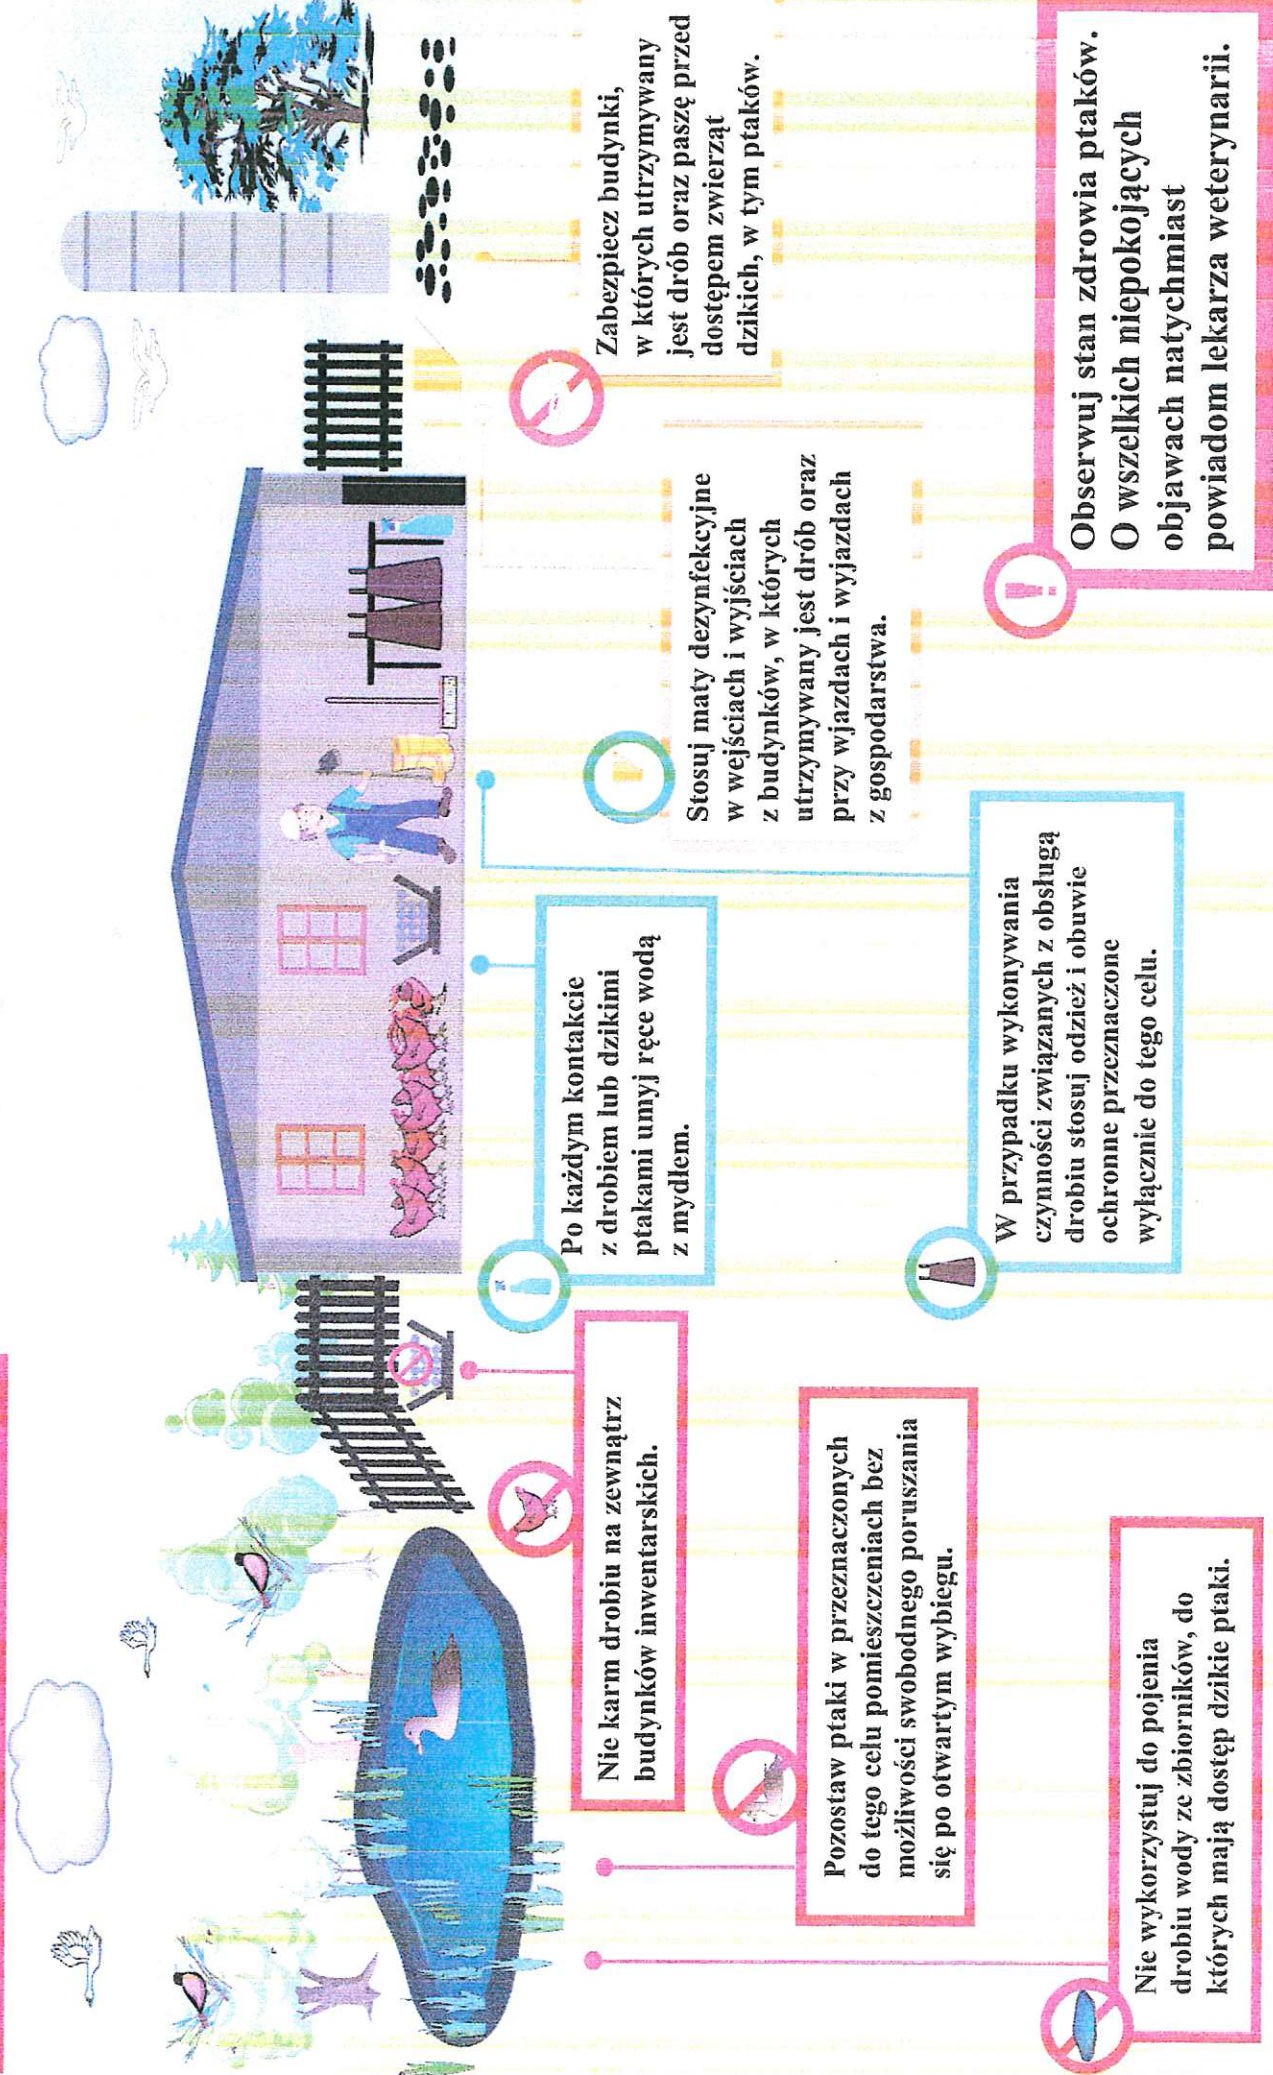 Nie karm drobiu na zewnątrz
budynków inwentarskich.
Pozostaw ptaki w przeznaczonych
do tego celu pomieszczeniach bez
możliwości swobodnego poruszania
się po otwartym wybiegu.
Nie wykorzystuj do pojenia
drobiu wody ze zbiorników, do
których mają dostęp dzikie ptaki.
Po każdym kontakcie
z drobiem lub dzikimi
ptakami umyj ręce wodą
z mydłem.
W przypadku wykonywania
czynności związanych z obsługą
drobiu stosuj odzież i obuwie
ochronne przeznaczone
wyłącznie do tego celu.
Stosuj maty dezynfekcyjne
w wejściach i wyjściach
z budynków, w których
utrzymywany jest drób oraz
przy wjazdach i wyjazdach
z gospodarstwa.
Zabezpiecz budynki,
w których utrzymywany
jest drób oraz paszę przed
dostępem zwierząt
dzikich, w tym ptaków.
Obserwuj stan zdrowia ptaków.
O wszelkich niepokojących
objawach natychmiast
powiadom lekarza weterynarii.